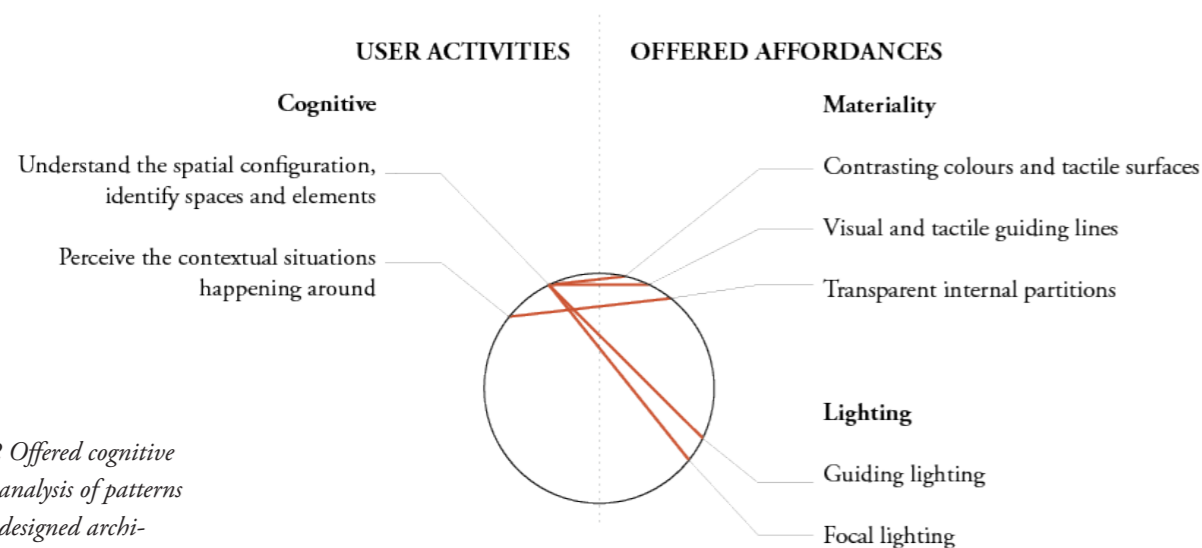 USER ACTIVITIES
OFFERED AFFORDANCES
Cognitive
Understand the spatial configuration,
identify spaces and elements
Perceive the contextual situations
happening around
Materiality
Contrasting colours and tactile surfaces
Visual and tactile guiding lines
Transparent internal partitions
Lighting
Guiding lighting
Focal lighting
Offered cognitive
analysis of patterns
designed archi-